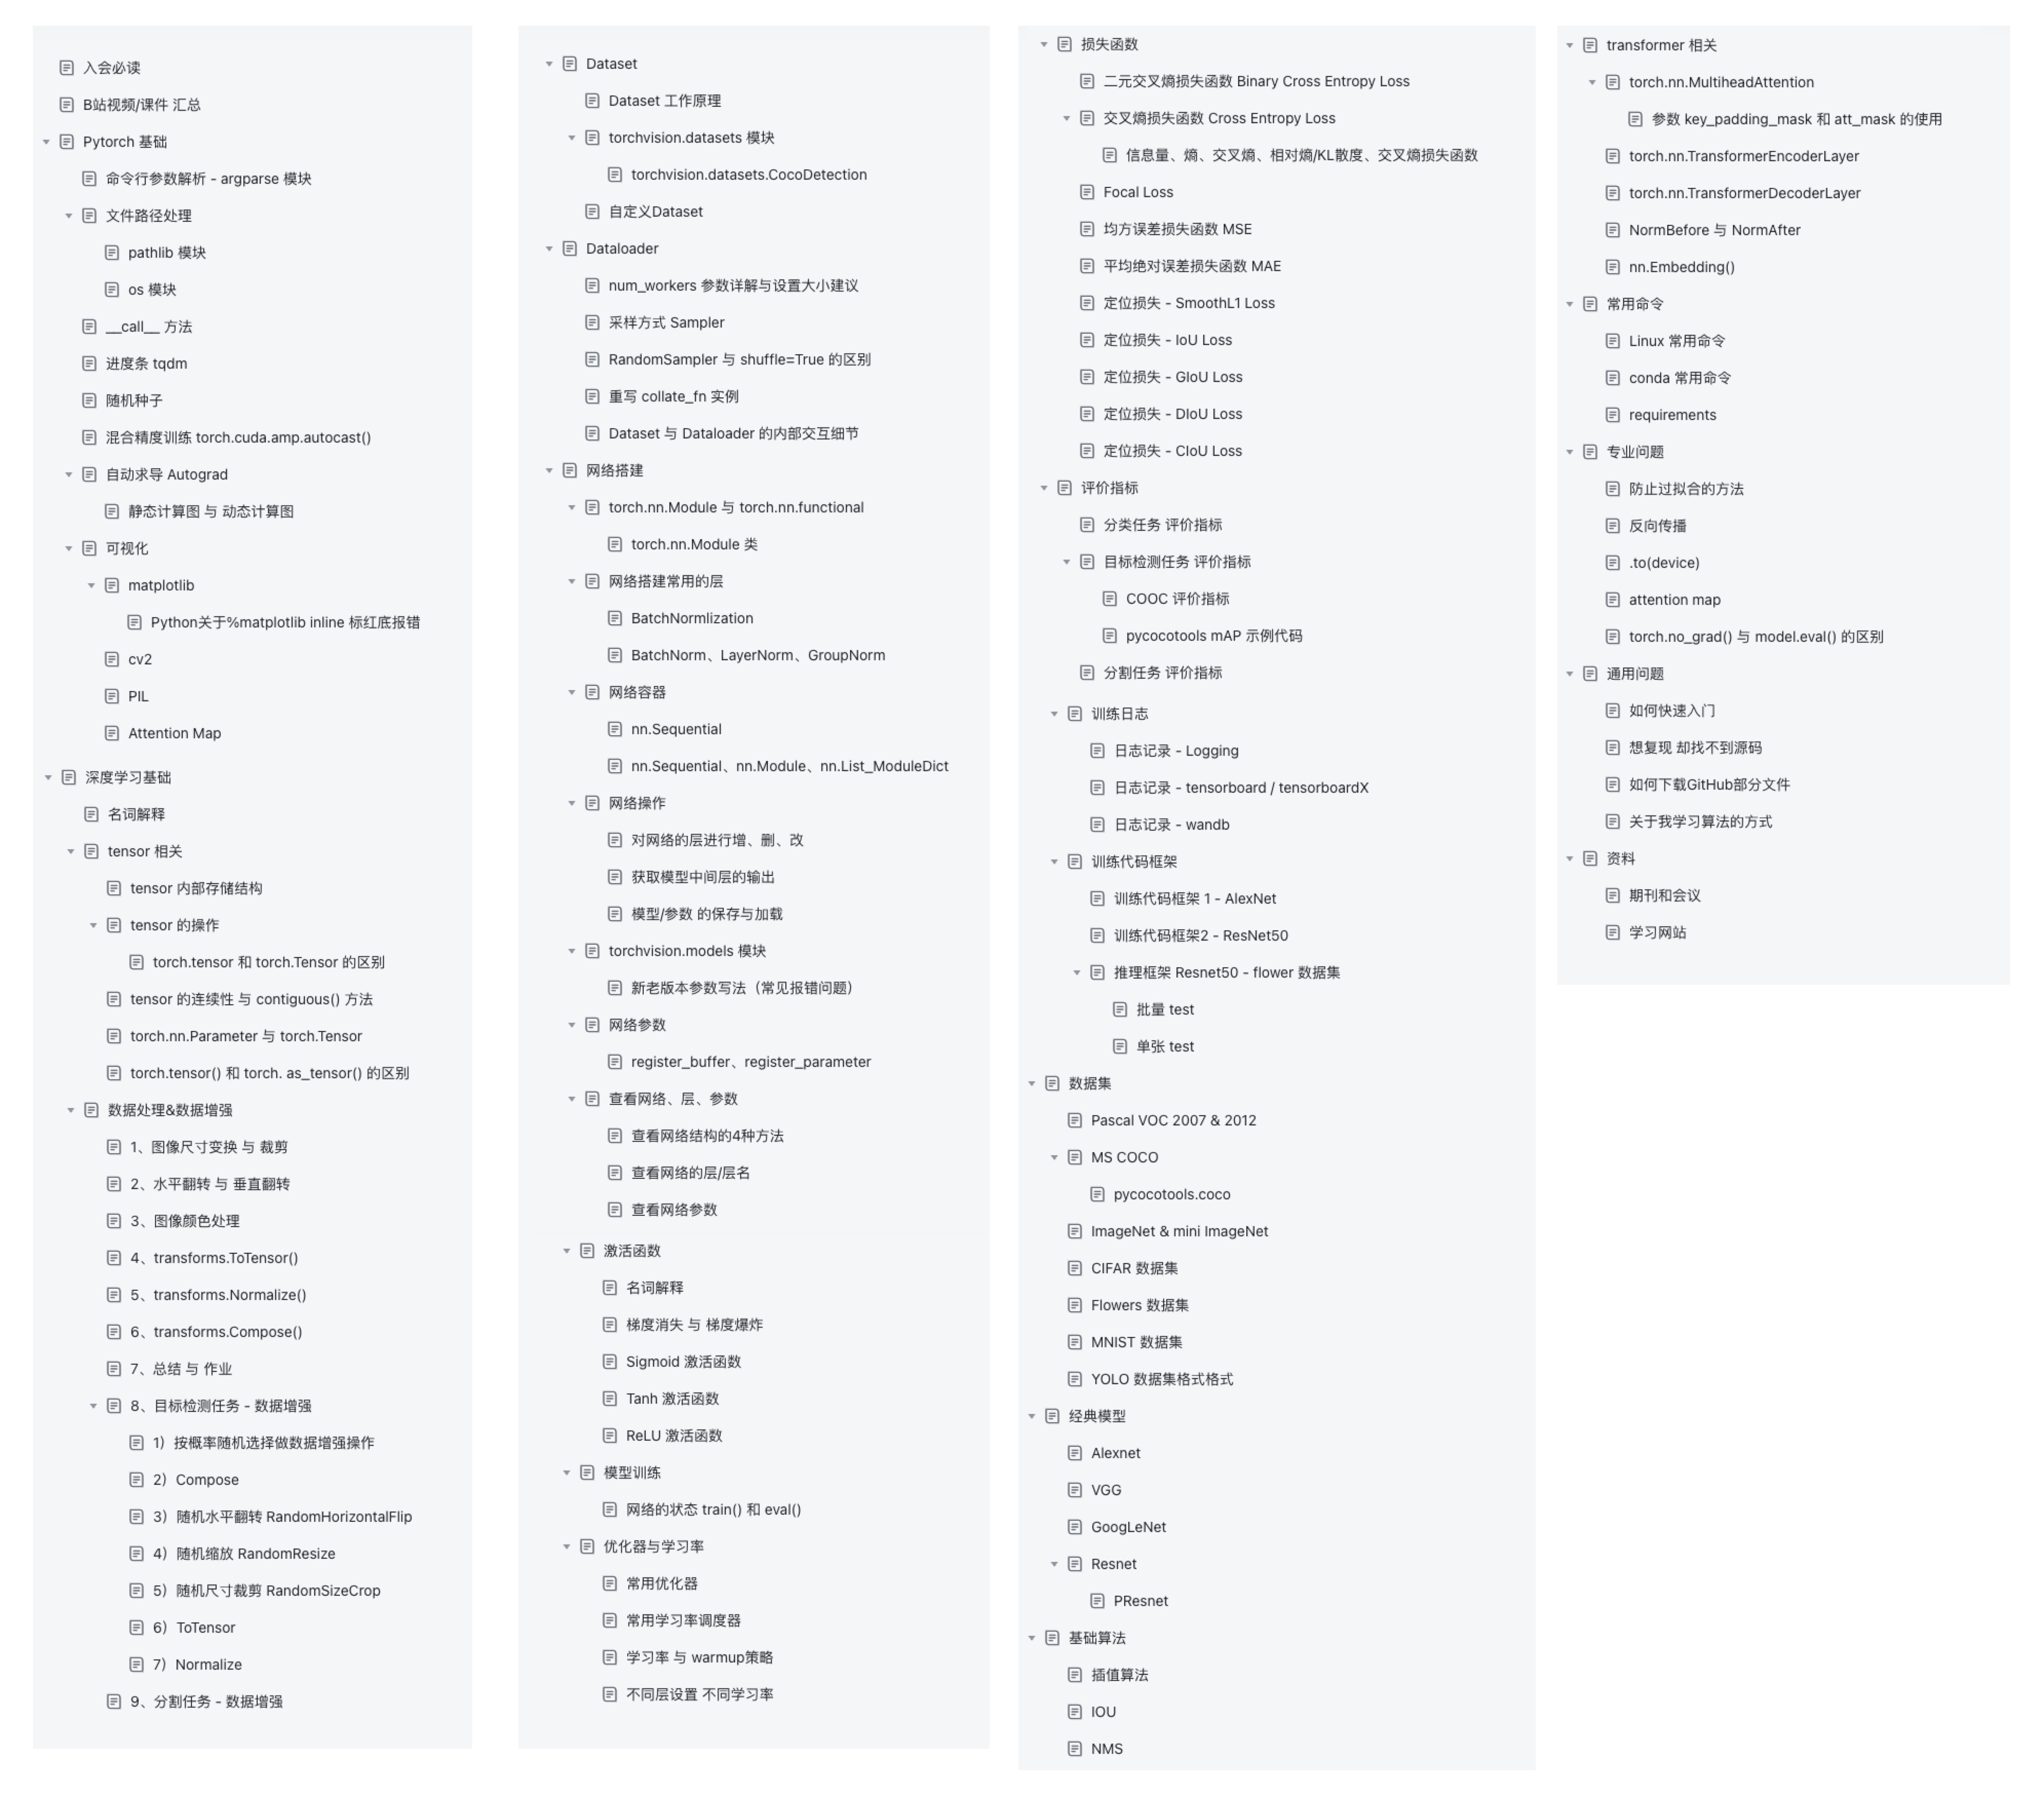 入会必读
B站视频/课件 汇总
Pytorch 基础
命令行参数解析 - argparse 模块
文件路径处理
pathlib 模块
os 模块
__call__ 方法
进度条 tqdm
随机种子
混合精度训练 torch.cuda.amp.autocast()
自动求导 Autograd
静态计算图 与 动态计算图
可视化
matplotlib
Python关于%matplotlib inline 标红底报错
cv2
PIL
Attention Map
深度学习基础
名词解释
tensor 相关
tensor 内部存储结构
tensor 的操作
torch.tensor 和 torch.Tensor 的区别
tensor 的连续性 与 contiguous() 方法
torch.nn.Parameter 与 torch.Tensor
torch.tensor() 和 torch. as_tensor() 的区别
数据处理&数据增强
1、图像尺寸变换 与 裁剪
2、水平翻转 与 垂直翻转
3、图像颜色处理
4、transforms.ToTensor()
5、transforms.Normalize()
6、transforms.Compose()
7、总结 与 作业
8、目标检测任务 - 数据增强
1）按概率随机选择做数据增强操作
2）Compose
3）随机水平翻转 RandomHorizontalFlip
4）随机缩放 RandomResize
5）随机尺寸裁剪 RandomSizeCrop
6）ToTensor
7）Normalize
9、分割任务 - 数据增强
Dataset
Dataset 工作原理
torchvision.datasets 模块
torchvision.datasets.CocoDetection
自定义Dataset
Dataloader
num_workers 参数详解与设置大小建议
采样方式 Sampler
RandomSampler 与 shuffle=True 的区别
重写 collate_fn 实例
Dataset 与 Dataloader 的内部交互细节
网络搭建
torch.nn.Module 与 torch.nn.functional
torch.nn.Module 类
网络搭建常用的层
BatchNormlization
BatchNorm、LayerNorm、GroupNorm
网络容器
nn.Sequential
nn.Sequential、nn.Module、nn.List_ModuleDict
网络操作
对网络的层进行增、删、改
获取模型中间层的输出
模型/参数 的保存与加载
torchvision.models 模块
新老版本参数写法（常见报错问题）
网络参数
register_buffer、register_parameter
查看网络、层、参数
查看网络结构的4种方法
查看网络的层/层名
查看网络参数
激活函数
名词解释
梯度消失 与 梯度爆炸
Sigmoid 激活函数
Tanh 激活函数
ReLU 激活函数
模型训练
网络的状态 train() 和 eval()
优化器与学习率
常用优化器
常用学习率调度器
学习率 与 warmup策略
不同层设置 不同学习率
损失函数
二元交叉熵损失函数 Binary Cross Entropy Loss
交叉熵损失函数 Cross Entropy Loss
信息量、熵、交叉熵、相对熵/KL散度、交叉熵损失函数
Focal Loss
均方误差损失函数 MSE
平均绝对误差损失函数 MAE
定位损失 - SmoothL1 Loss
定位损失 - IoU Loss
定位损失 - GIoU Loss
定位损失 - DIoU Loss
定位损失 - CIoU Loss
评价指标
分类任务 评价指标
目标检测任务 评价指标
COOC 评价指标
pycocotools mAP 示例代码
分割任务 评价指标
训练日志
日志记录 - Logging
日志记录 - tensorboard / tensorboardX
日志记录 - wandb
训练代码框架
训练代码框架 1 - AlexNet
训练代码框架2 - ResNet50
推理框架 Resnet50 - flower 数据集
批量 test
单张 test
数据集
Pascal VOC 2007 & 2012
MS COCO
pycocotools.coco
ImageNet & mini ImageNet
CIFAR 数据集
Flowers 数据集
MNIST 数据集
YOLO 数据集格式格式
经典模型
Alexnet
VGG
GoogLeNet
Resnet
PResnet
基础算法
插值算法
IOU
NMS
transformer 相关
torch.nn.MultiheadAttention
参数 key_padding_mask 和 att_mask 的使用
torch.nn.TransformerEncoderLayer
torch.nn.TransformerDecoderLayer
NormBefore 与 NormAfter
nn.Embedding()
常用命令
Linux 常用命令
conda 常用命令
requirements
专业问题
防止过拟合的方法
反向传播
.to(device)
attention map
torch.no_grad() 与 model.eval() 的区别
通用问题
如何快速入门
想复现 却找不到源码
如何下载GitHub部分文件
关于我学习算法的方式
资料
期刊和会议
学习网站